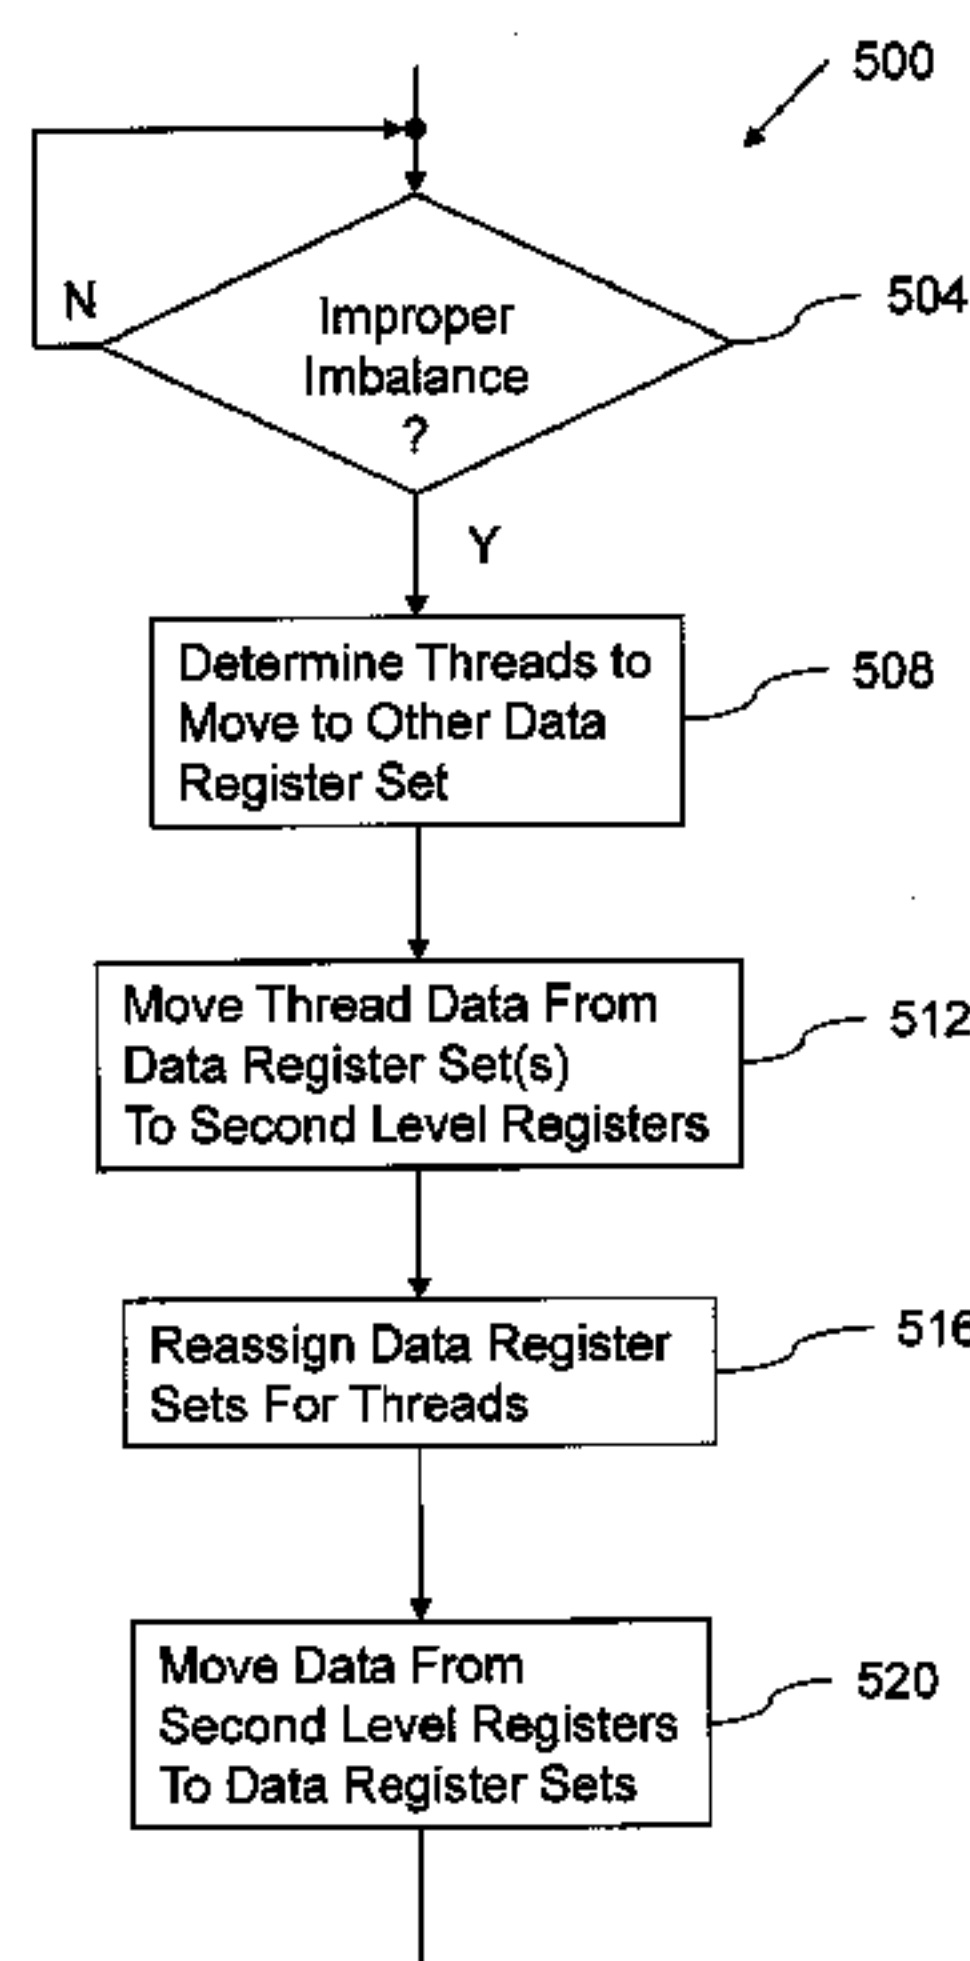 500
N
Improper
Imbalance
?
504
Y
Determine Threads to
Move to Other Data
Register Set
508
Move Thread Data From
Data Register Set(s)
To Second Level Registers
512
Reassign Data Register
Sets For Threads
516
Move Data From
Second Level Registers
To Data Register Sets
520